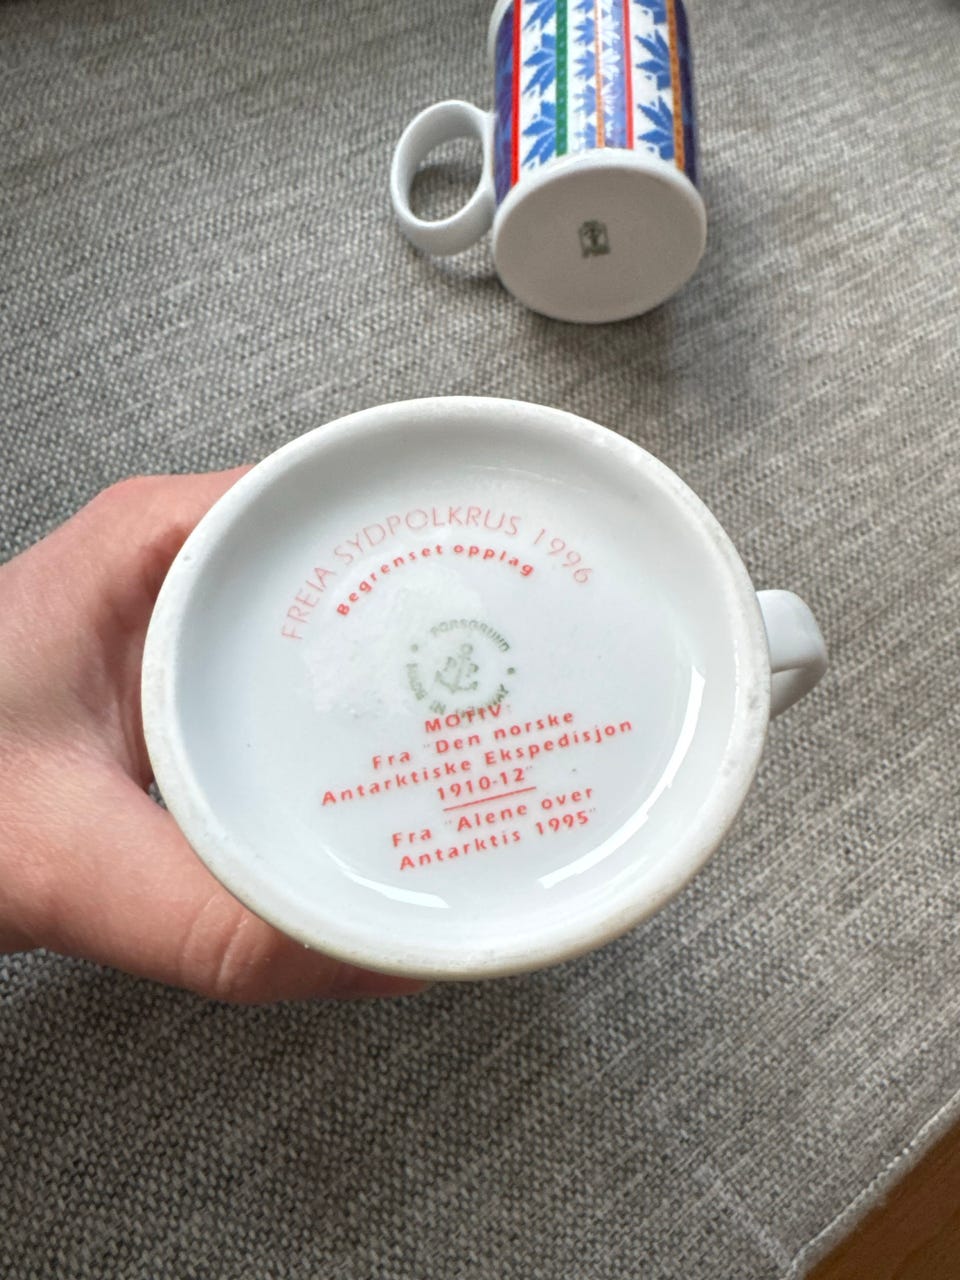 FREIA SYDPOLKRUS 1996
Begrenset opplag
PORSGRUND
NORWAY
MOTIV:
Fra "Den norske
Antarktiske Ekspedisjon
1910-12"
Fra "Alene over
Antarktis 1995"